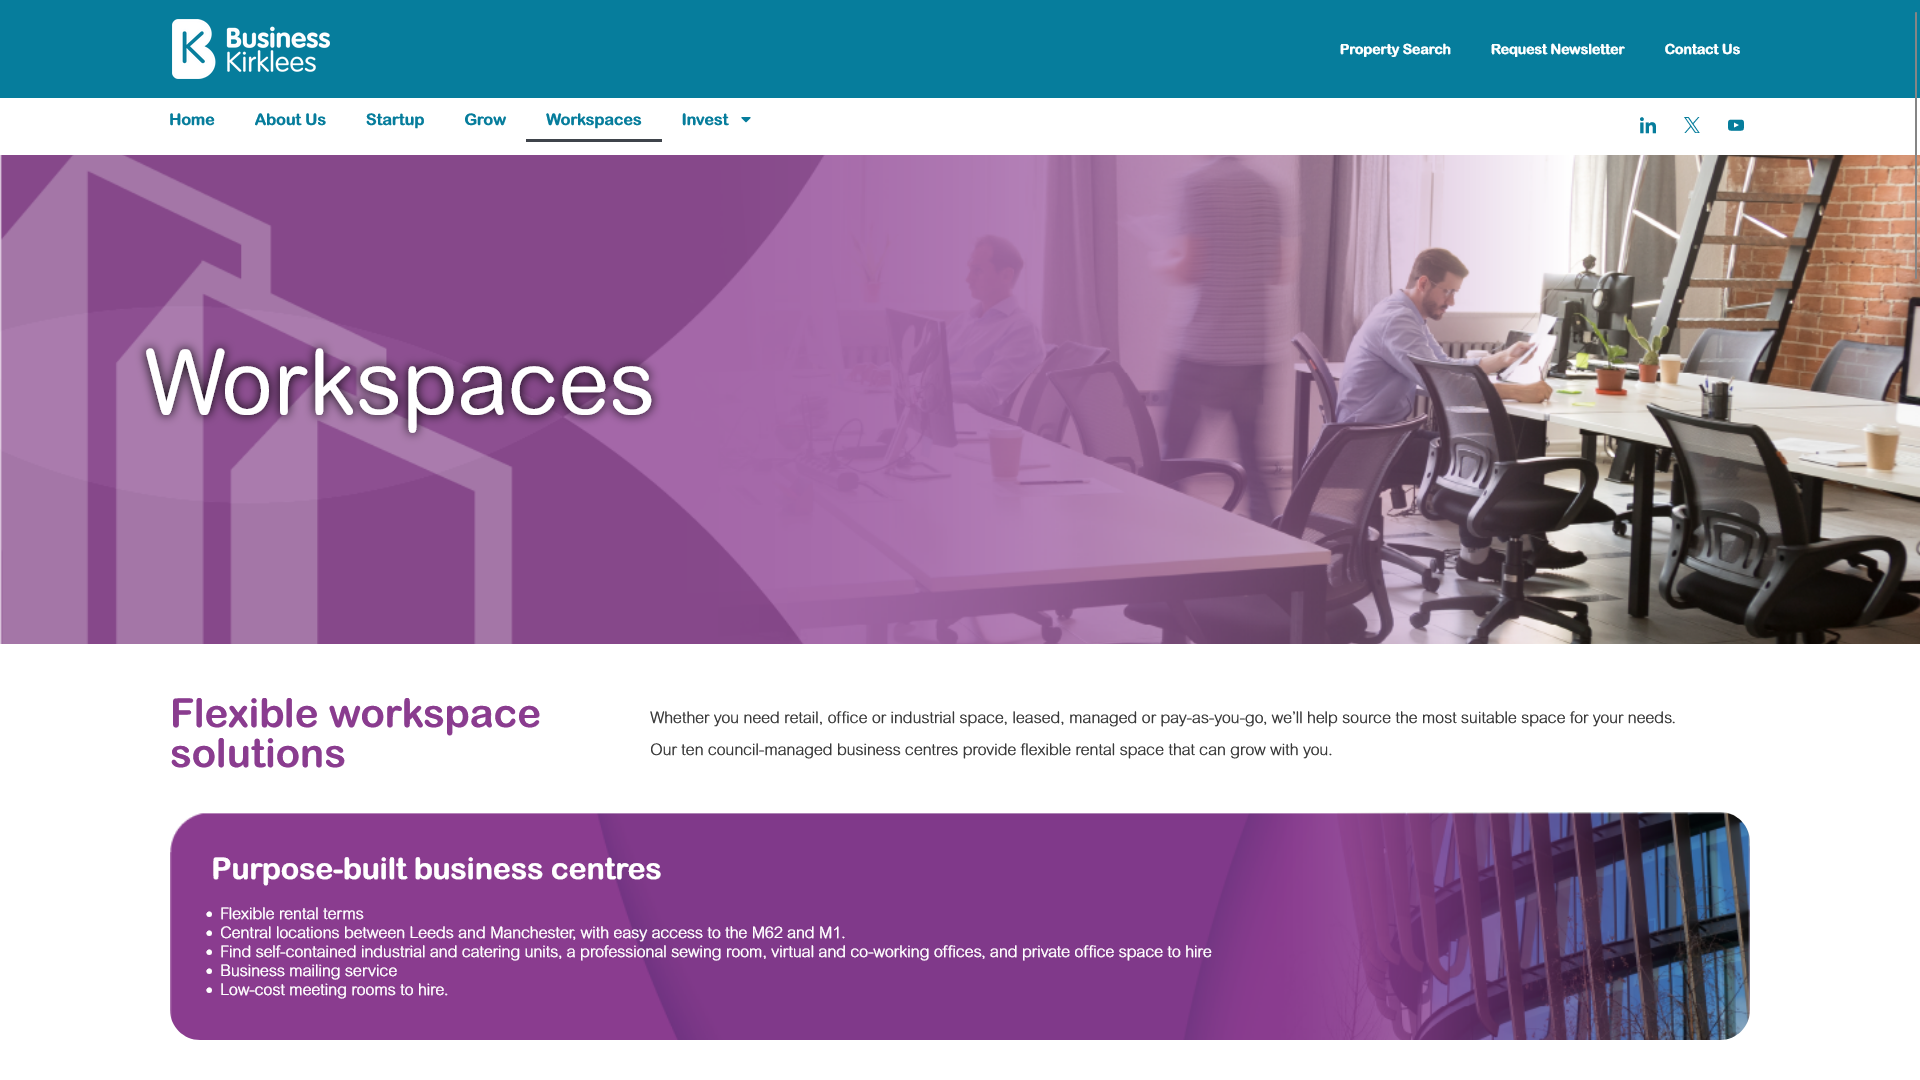 Business
Kirklees
Property Search
Request Newsletter
Contact Us
Home
About Us
Startup
Grow
Workspaces
Invest
Workspaces
Flexible workspace
solutions
Whether you need retail, office or industrial space, leased, managed or pay-as-you-go, we’ll help source the most suitable space for your needs.
Our ten council-managed business centres provide flexible rental space that can grow with you.
Purpose-built business centres
• Flexible rental terms
• Central locations between Leeds and Manchester, with easy access to the M62 and M1.
• Find self-contained industrial and catering units, a professional sewing room, virtual and co-working offices, and private office space to hire
• Business mailing service
• Low-cost meeting rooms to hire.